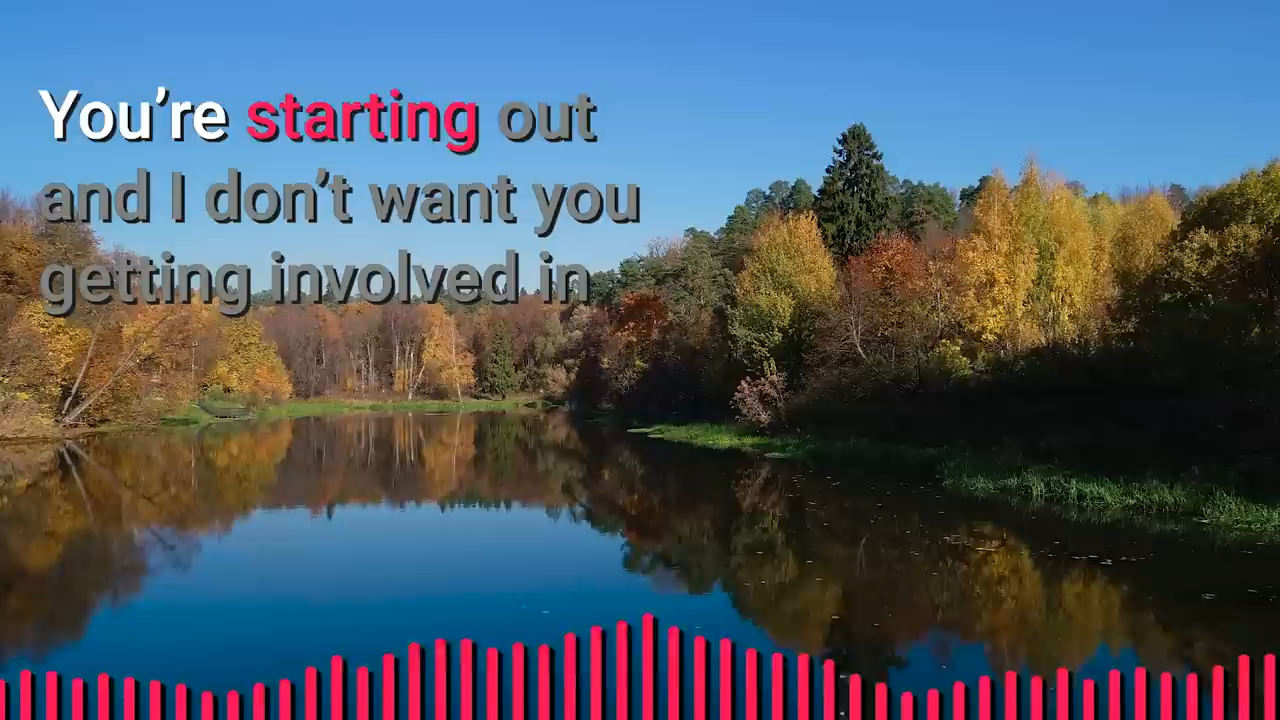 You’re starting out
and I don’t want you
getting involved in